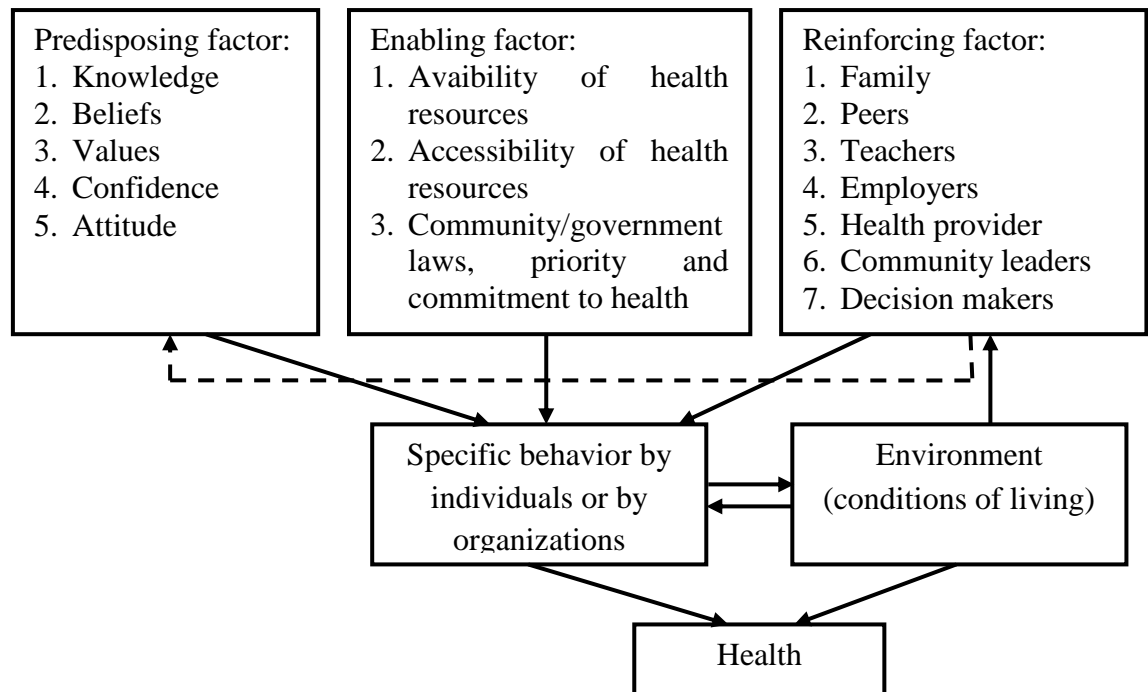 Predisposing factor:
1. Knowledge
2. Beliefs
3. Values
4. Confidence
5. Attitude
Enabling factor:
1. Avaibility of health
resources
2. Accessibility of health
resources
3. Community/government
laws, priority and
commitment to health
Reinforcing factor:
1. Family
2. Peers
3. Teachers
4. Employers
5. Health provider
6. Community leaders
7. Decision makers
Specific behavior by
individuals or by
organizations
Environment
(conditions of living)
Health